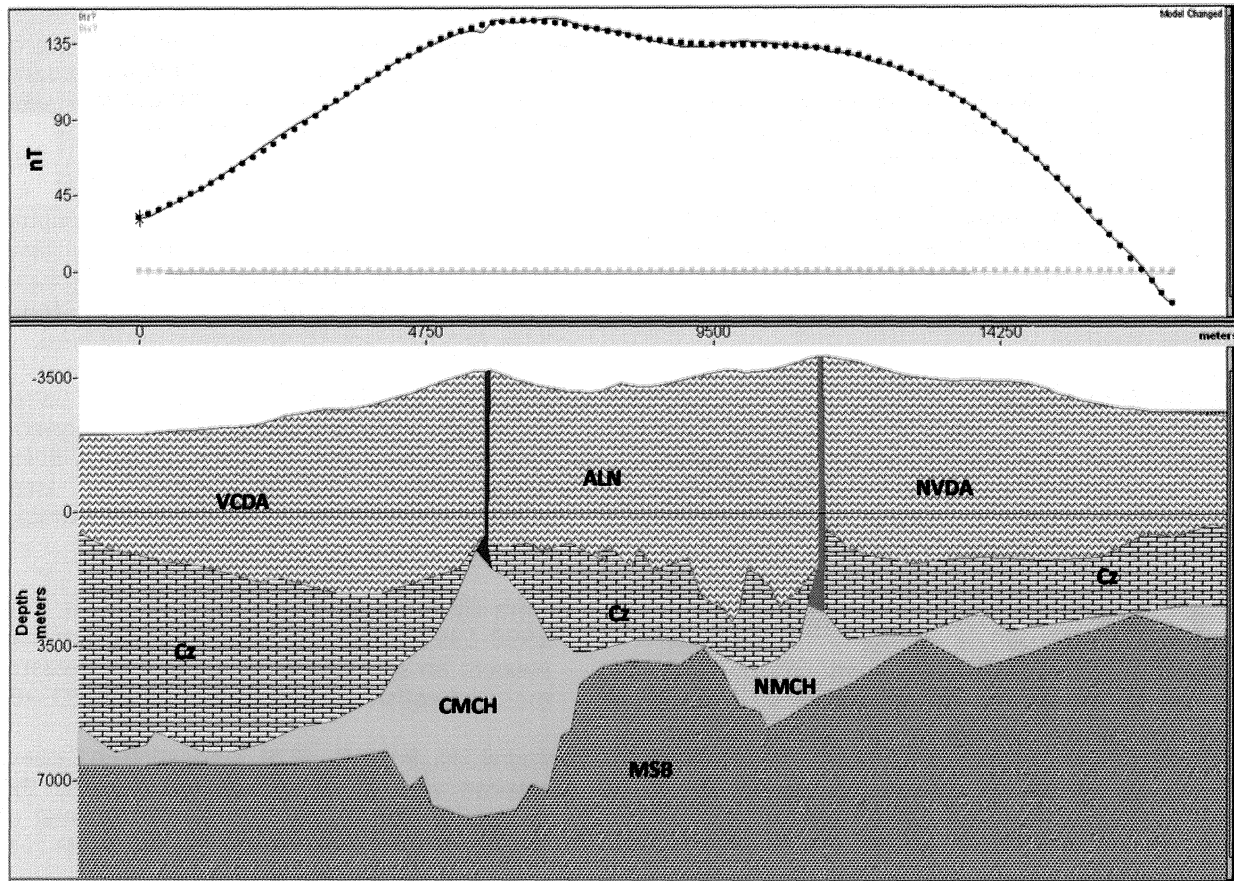 Model Changed
135
90
nT
45
0
0
4750
9500
14250
meters
-3500
VCDA
ALN
NVDA
0
Depth
meters
Cz
Cz
Cz
3500
CMCH
NMCH
MSB
7000